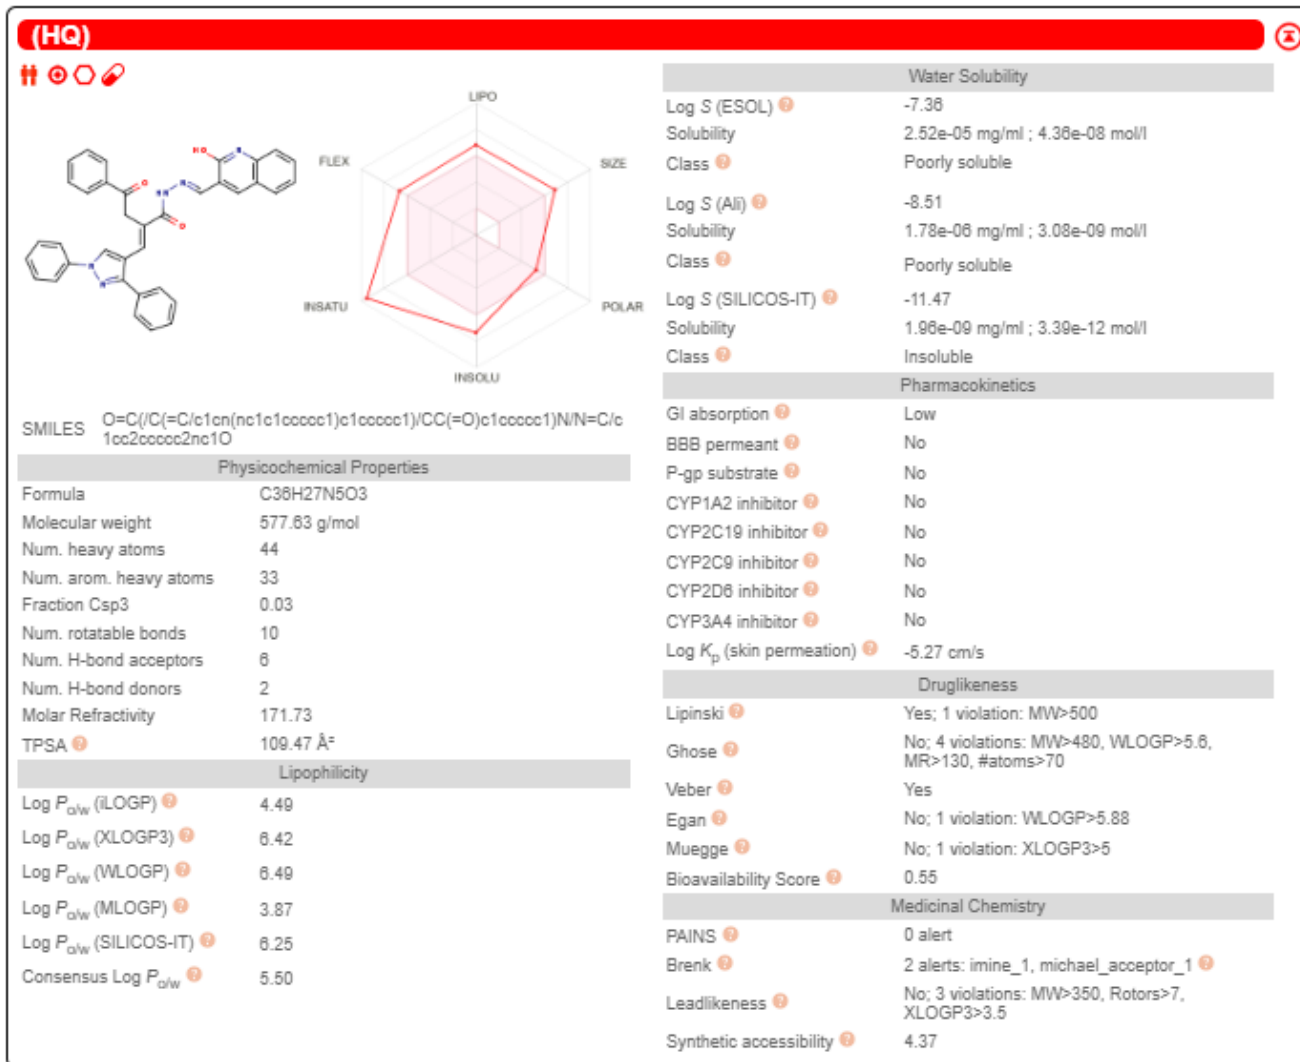 (HQ)
LIPO
FLEX
SIZE
INSATU
POLAR
INSOLU
HO
N
O
NH
N
O
N
N
SMILES O=C(/C(=C/c1cn(nc1c1ccccc1)c1ccccc1)/CC(=O)c1ccccc1)N/N=C/c
1cc2ccccc2nc1O
Physicochemical Properties
Formula C36H27N5O3
Molecular weight 577.63 g/mol
Num. heavy atoms 44
Num. arom. heavy atoms 33
Fraction Csp3 0.03
Num. rotatable bonds 10
Num. H-bond acceptors 6
Num. H-bond donors 2
Molar Refractivity 171.73
TPSA ? 109.47 Å²
Lipophilicity
Log Po/w (iLOGP) ? 4.49
Log Po/w (XLOGP3) ? 6.42
Log Po/w (WLOGP) ? 6.49
Log Po/w (MLOGP) ? 3.87
Log Po/w (SILICOS-IT) ? 6.25
Consensus Log Po/w ? 5.50
Water Solubility
Log S (ESOL) ? -7.36
Solubility 2.52e-05 mg/ml ; 4.36e-08 mol/l
Class ? Poorly soluble
Log S (Ali) ? -8.51
Solubility 1.78e-06 mg/ml ; 3.08e-09 mol/l
Class ? Poorly soluble
Log S (SILICOS-IT) ? -11.47
Solubility 1.96e-09 mg/ml ; 3.39e-12 mol/l
Class ? Insoluble
Pharmacokinetics
GI absorption ? Low
BBB permeant ? No
P-gp substrate ? No
CYP1A2 inhibitor ? No
CYP2C19 inhibitor ? No
CYP2C9 inhibitor ? No
CYP2D6 inhibitor ? No
CYP3A4 inhibitor ? No
Log Kp (skin permeation) ? -5.27 cm/s
Druglikeness
Lipinski ? Yes; 1 violation: MW>500
Ghose ? No; 4 violations: MW>480, WLOGP>5.6,
MR>130, #atoms>70
Veber ? Yes
Egan ? No; 1 violation: WLOGP>5.88
Muegge ? No; 1 violation: XLOGP3>5
Bioavailability Score ? 0.55
Medicinal Chemistry
PAINS ? 0 alert
Brenk ? 2 alerts: imine_1, michael_acceptor_1 ?
Leadlikeness ? No; 3 violations: MW>350, Rotors>7,
XLOGP3>3.5
Synthetic accessibility ? 4.37